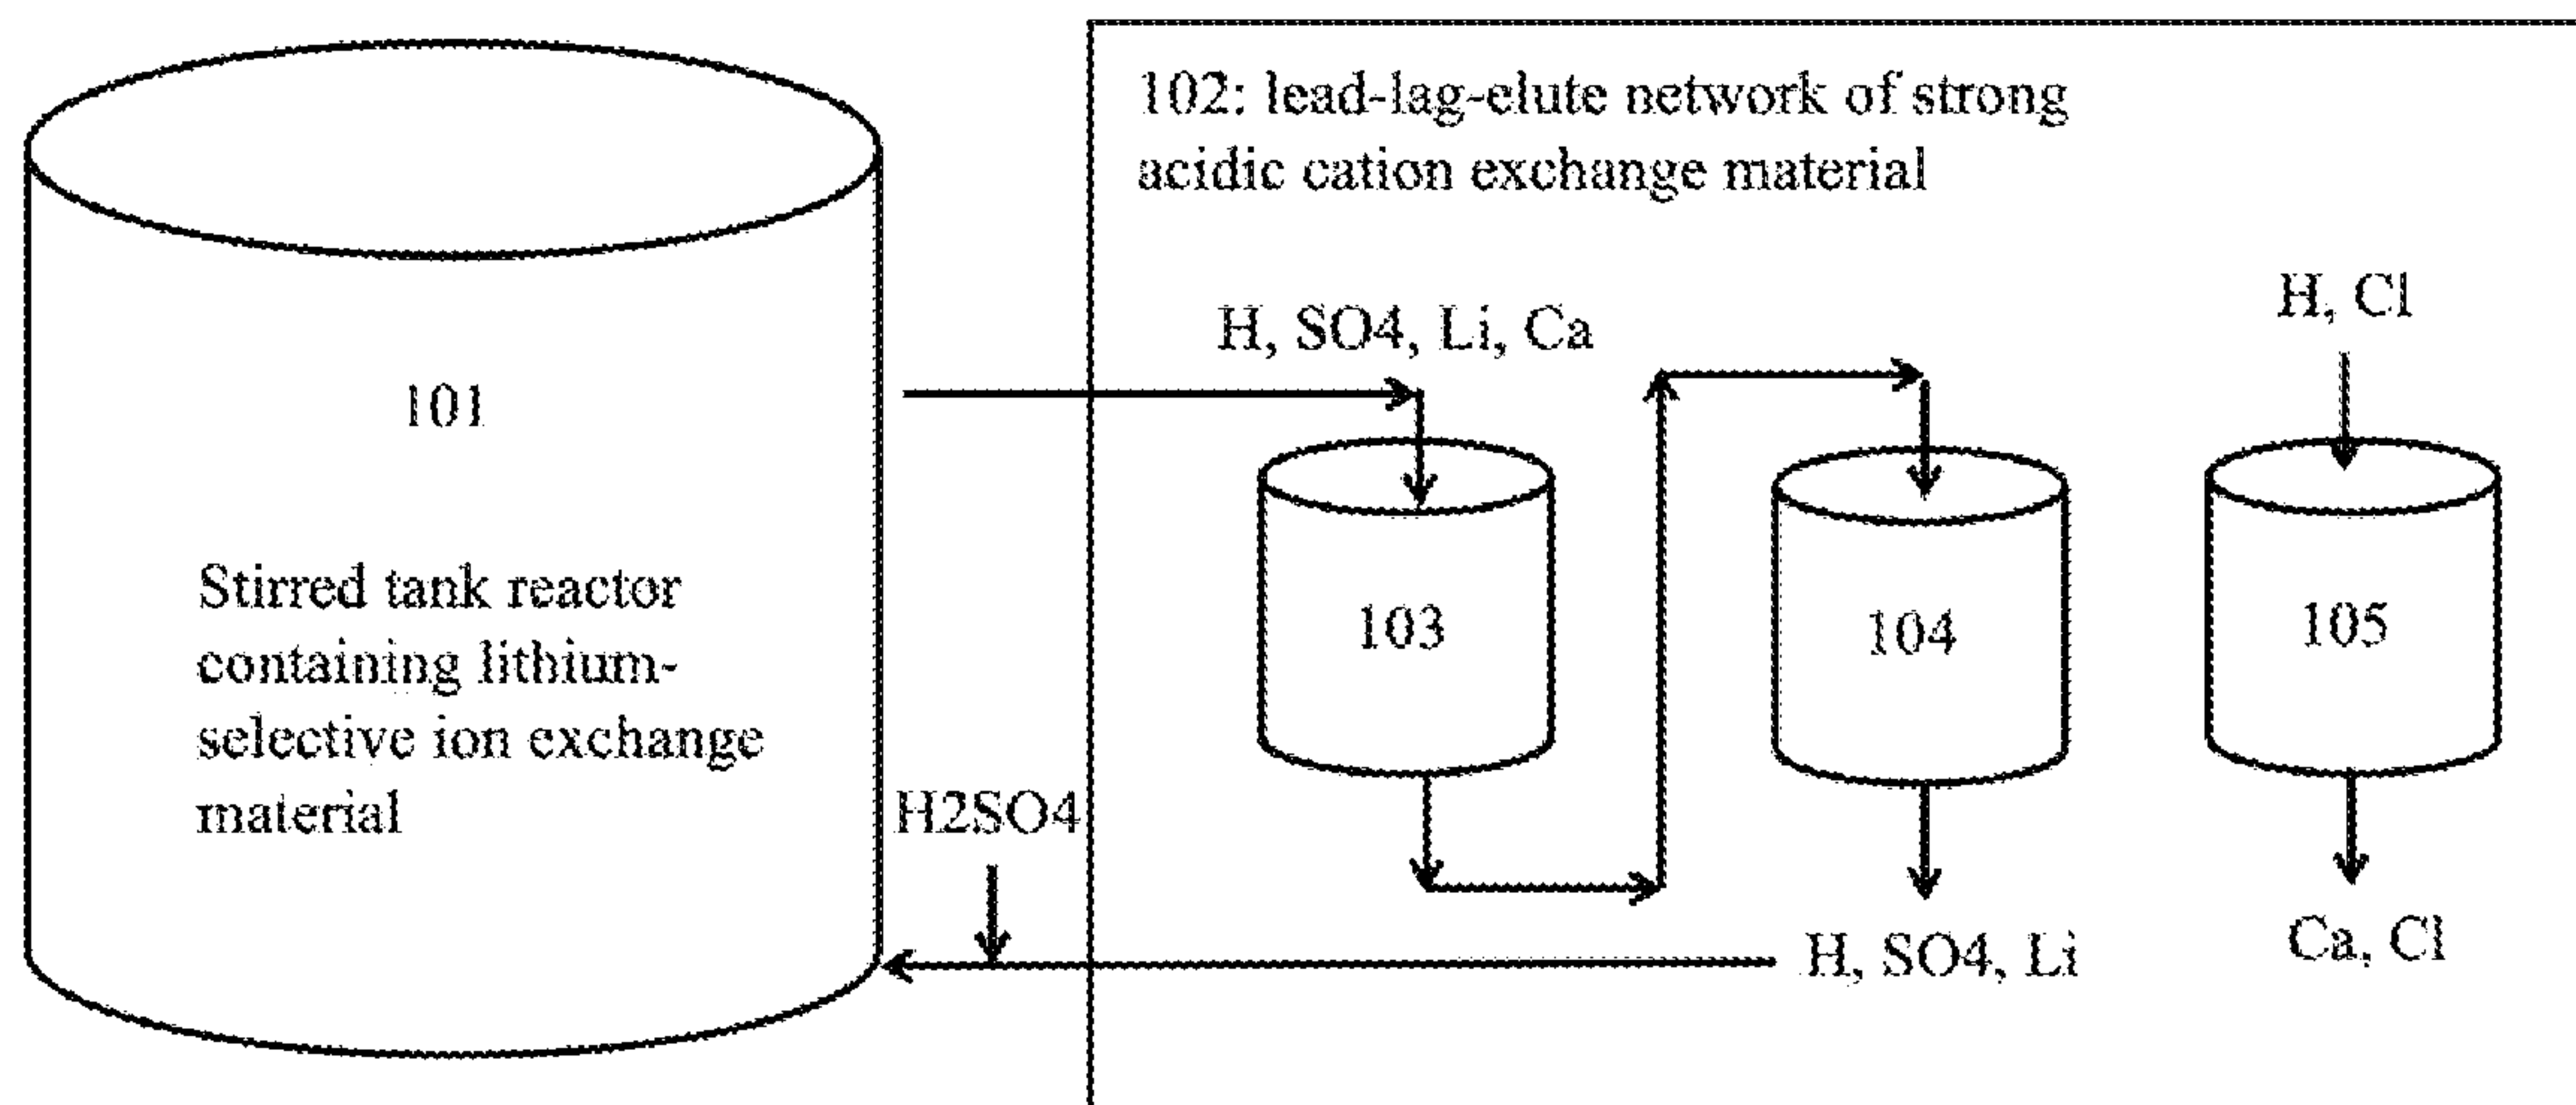 102: lead-lag-elute network of strong
acidic cation exchange material
H, Cl
H, SO4, Li, Ca
101
Stirred tank reactor
containing lithium-
selective ion exchange
material
103
104
105
H2SO4
H, SO4, Li
Ca, Cl